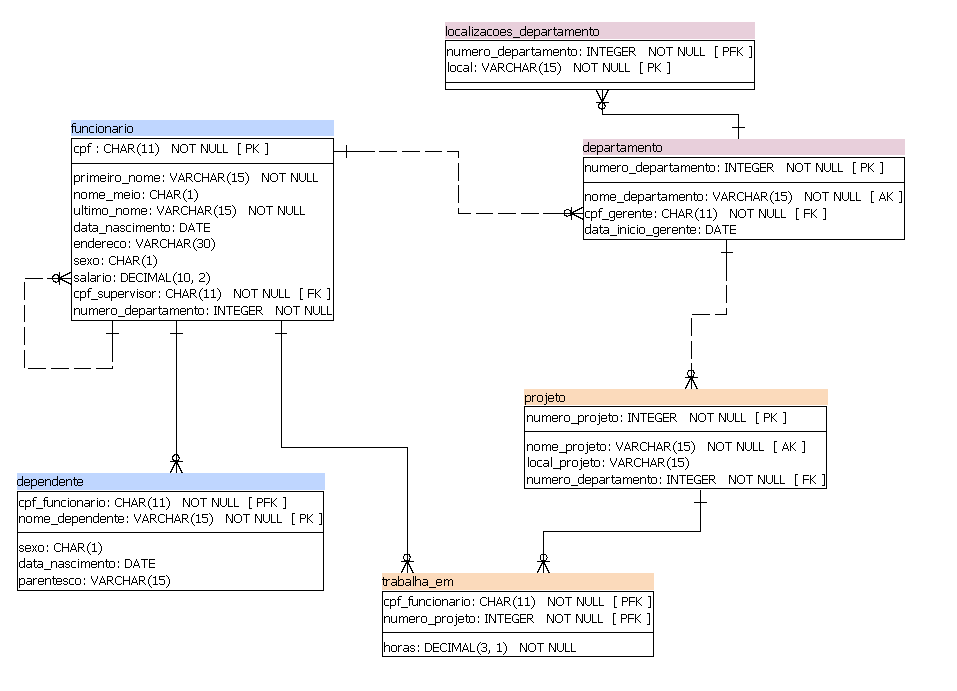 localizacoes_departamento
numero_departamento: INTEGER NOT NULL [ PFK ]
local: VARCHAR(15) NOT NULL [ PK ]
funcionario
cpf : CHAR(11) NOT NULL [ PK ]
primeiro_nome: VARCHAR(15) NOT NULL
nome_meio: CHAR(1)
ultimo_nome: VARCHAR(15) NOT NULL
data_nascimento: DATE
endereco: VARCHAR(30)
sexo: CHAR(1)
salario: DECIMAL(10, 2)
cpf_supervisor: CHAR(11) NOT NULL [ FK ]
numero_departamento: INTEGER NOT NULL
departamento
numero_departamento: INTEGER NOT NULL [ PK ]
nome_departamento: VARCHAR(15) NOT NULL [ AK ]
cpf_gerente: CHAR(11) NOT NULL [ FK ]
data_inicio_gerente: DATE
projeto
numero_projeto: INTEGER NOT NULL [ PK ]
nome_projeto: VARCHAR(15) NOT NULL [ AK ]
local_projeto: VARCHAR(15)
numero_departamento: INTEGER NOT NULL [ FK ]
dependente
cpf_funcionario: CHAR(11) NOT NULL [ PFK ]
nome_dependente: VARCHAR(15) NOT NULL [ PK ]
sexo: CHAR(1)
data_nascimento: DATE
parentesco: VARCHAR(15)
trabalha_em
cpf_funcionario: CHAR(11) NOT NULL [ PFK ]
numero_projeto: INTEGER NOT NULL [ PFK ]
horas: DECIMAL(3, 1) NOT NULL